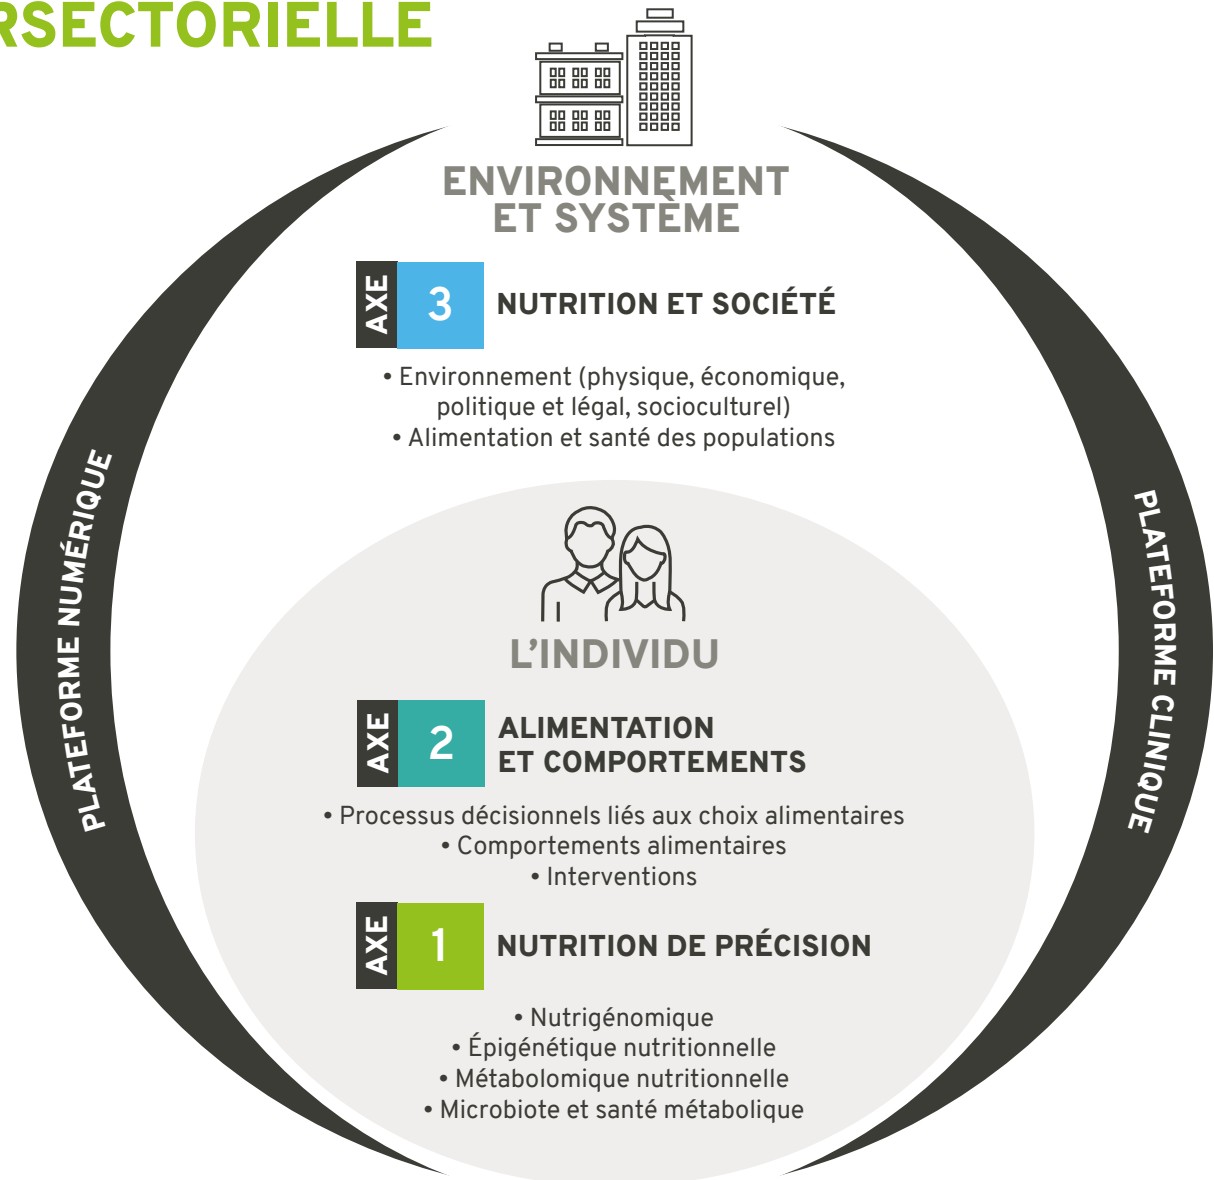 RSECTORIELLE
ENVIRONNEMENT
ET SYSTÈME
AXE 3 NUTRITION ET SOCIÉTÉ
• Environnement (physique, économique,
politique et légal, socioculturel)
• Alimentation et santé des populations
PLATEFORME NUMÉRIQUE
PLATEFORME CLINIQUE
L'INDIVIDU
AXE 2 ALIMENTATION
ET COMPORTEMENTS
• Processus décisionnels liés aux choix alimentaires
• Comportements alimentaires
• Interventions
AXE 1 NUTRITION DE PRÉCISION
• Nutrigénomique
• Épigénétique nutritionnelle
• Métabolomique nutritionnelle
• Microbiote et santé métabolique